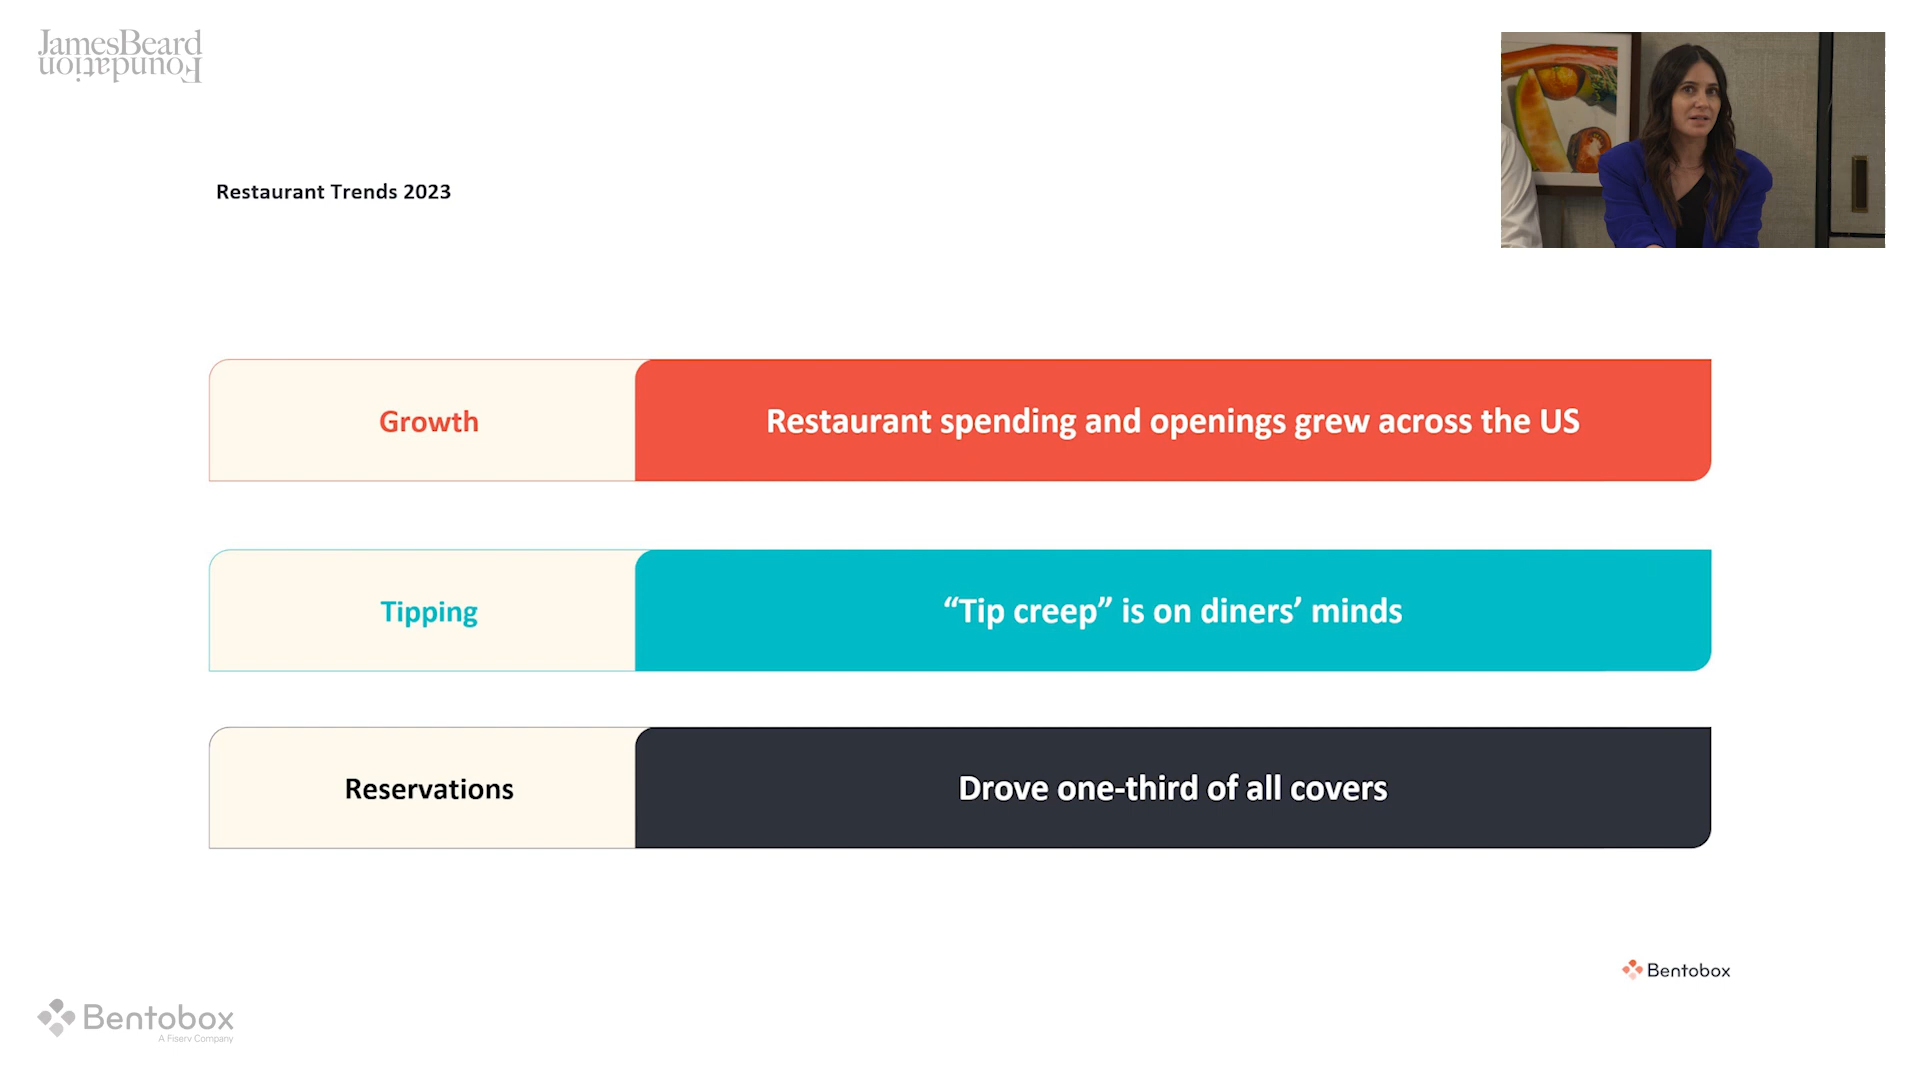 JamesBeard
Foundation
Restaurant Trends 2023
Growth
Restaurant spending and openings grew across the US
Tipping
“Tip creep” is on diners’ minds
Reservations
Drove one-third of all covers
Bentobox
Bentobox
A Fiserv Company